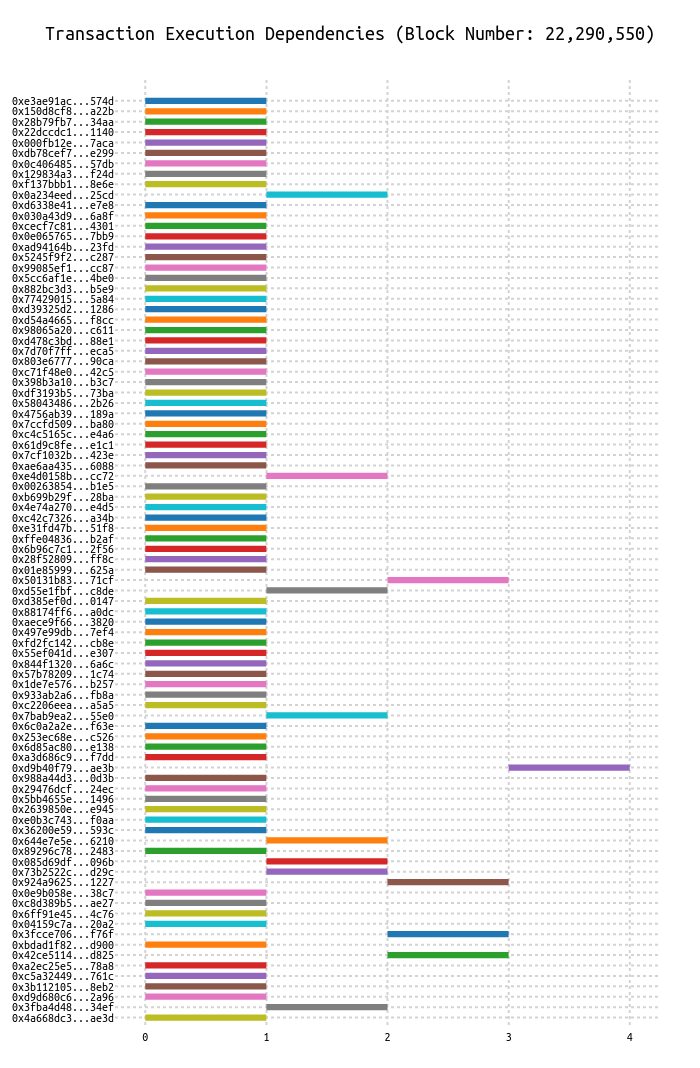 Transaction Execution Dependencies (Block Number: 22,290,550)
0xe3ae91ac...574d
0x150d8cf8...a22b
0x28b79fb7...34aa
0x22dccdc1...1140
0x000fb12e...7aca
0xdb78cef7...e299
0x0c406485...57db
0x129834a3...f24d
0xf137bbb1...8e6e
0x0a234eed...25cd
0xd6338e41...e7e8
0x030a43d9...6a8f
0xcecf7c81...4301
0x0e065765...7bb9
0xad94164b...23fd
0x5245f9f2...c287
0x99085ef1...cc87
0x5cc6af1e...4be0
0x882bc3d3...b5e9
0x77429015...5a84
0xd39325d2...1286
0xd54a4665...f8cc
0x98065a20...c611
0xd478c3bd...88e1
0x7d70f7ff...eca5
0x803e6777...90ca
0xc71f48e0...42c5
0x398b3a10...b3c7
0xdf3193b5...73ba
0x58043486...2b26
0x4756ab39...189a
0x7ccfd509...ba80
0xc4c5165c...e4a6
0x61d9c8fe...e1c1
0x7cf1032b...423e
0xae6aa435...6088
0xe4d0158b...cc72
0x00263854...b1e5
0xb699b29f...28ba
0x4e74a270...e4d5
0xc42c7326...a34b
0xe31fd47b...51f8
0xffe04836...b2af
0x6b96c7c1...2f56
0x28f52809...ff8c
0x01e85999...625a
0x50131b83...71cf
0xd55e1fbf...c8de
0xd385ef0d...0147
0x88174ff6...a0dc
0xaece9f66...3820
0x497e99db...7ef4
0xfd2fc142...cb8e
0x55ef041d...e307
0x844f1320...6a6c
0x57b78209...1c74
0x1de7e576...b257
0x933ab2a6...fb8a
0xc2206eea...a5a5
0x7bab9ea2...55e0
0x6c0a2a2e...f63e
0x253ec68e...c526
0x6d85ac80...e138
0xa3d686c9...f7dd
0xd9b40f79...ae3b
0x988a44d3...0d3b
0x29476dcf...24ec
0x5bb4655e...1496
0x2639850e...e945
0xe0b3c743...f0aa
0x36200e59...593c
0x644e7e5e...6210
0x89296c78...2483
0x085d69df...096b
0x73b2522c...d29c
0x924a9625...1227
0x0e9b058e...38c7
0xc8d389b5...ae27
0x6ff91e45...4c76
0x04159c7a...20a2
0x3fcce706...f76f
0xbdad1f82...d900
0x42ce5114...d825
0xa2ec25e5...78a8
0xc5a32449...761c
0x3b112105...8eb2
0xd9d680c6...2a96
0x3fba4d48...34ef
0x4a668dc3...ae3d
0 1 2 3 4